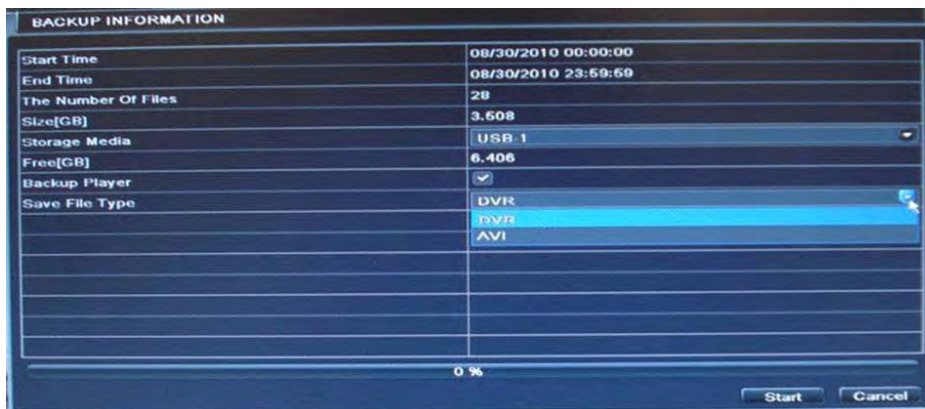 BACKUP INFORMATION
Start Time 08/30/2010 00:00:00
End Time 08/30/2010 23:59:59
The Number Of Files 28
Size[GB] 3.508
Storage Media USB-1
Free[GB] 6.406
Backup Player
Save File Type DVR
DVR
AVI
0 %
Start Cancel